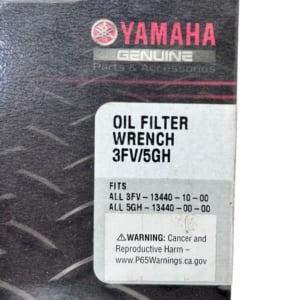 YAMAHA
GENUINE
Parts & Accessories
OIL FILTER
WRENCH
3FV/5GH
FITS
ALL 3FV-13440-10-00
ALL 5GH-13440-00-00
⚠WARNING: Cancer and
Reproductive Harm –
www.P65Warnings.ca.gov